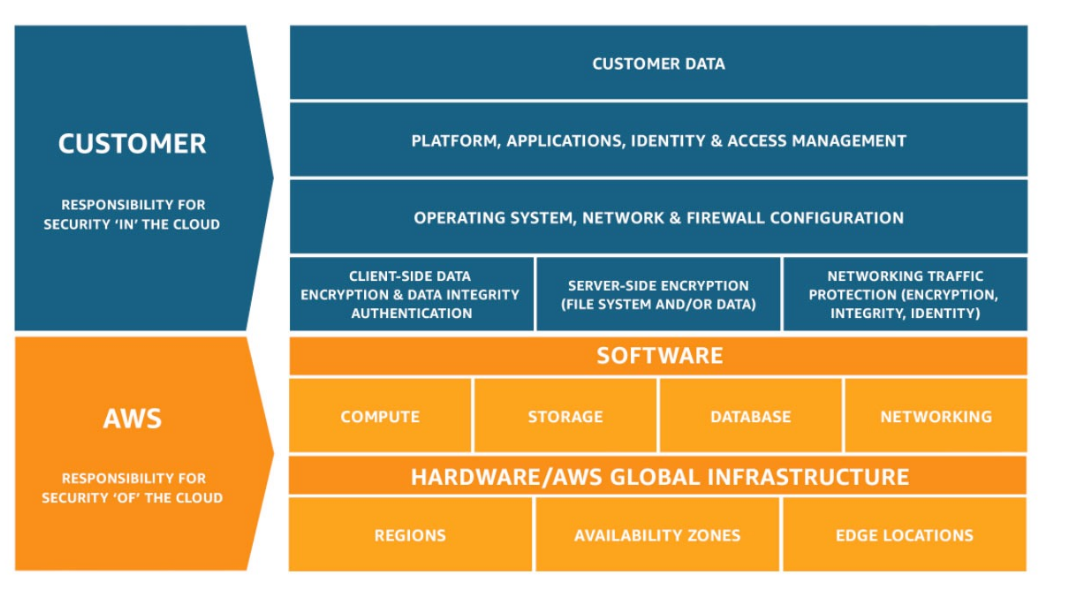 CUSTOMER
RESPONSIBILITY FOR
SECURITY ‘IN’ THE CLOUD
CUSTOMER DATA
PLATFORM, APPLICATIONS, IDENTITY & ACCESS MANAGEMENT
OPERATING SYSTEM, NETWORK & FIREWALL CONFIGURATION
CLIENT-SIDE DATA
ENCRYPTION & DATA INTEGRITY
AUTHENTICATION
SERVER-SIDE ENCRYPTION
(FILE SYSTEM AND/OR DATA)
NETWORKING TRAFFIC
PROTECTION (ENCRYPTION,
INTEGRITY, IDENTITY)
AWS
RESPONSIBILITY FOR
SECURITY ‘OF’ THE CLOUD
SOFTWARE
COMPUTE
STORAGE
DATABASE
NETWORKING
HARDWARE/AWS GLOBAL INFRASTRUCTURE
REGIONS
AVAILABILITY ZONES
EDGE LOCATIONS